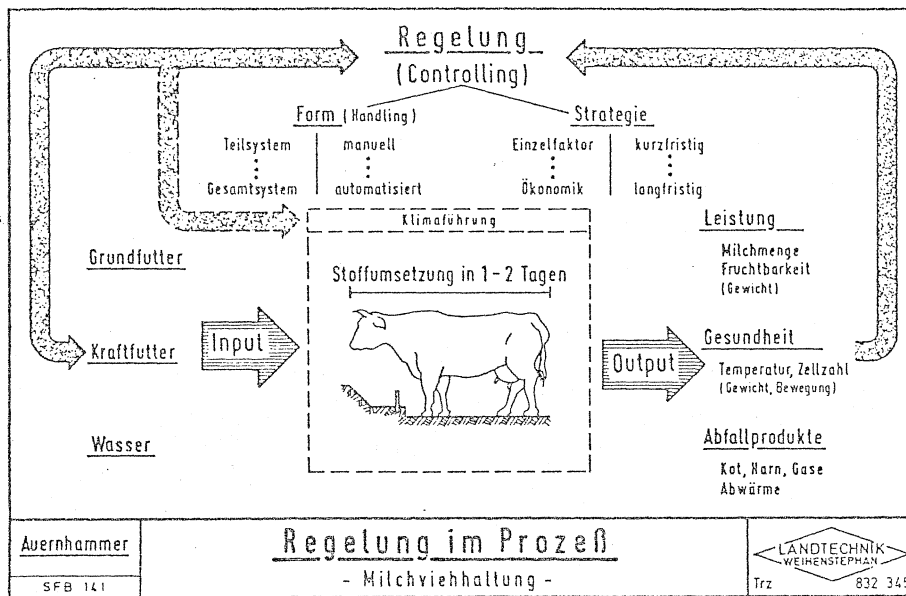 Regelung
(Controlling)
Form (Handling)
Strategie
Teilsystem
manuell
Einzelfaktor
kurzfristig
Gesamtsystem
automatisiert
Ökonomik
langfristig
Klimaführung
Stoffumsetzung in 1-2 Tagen
Grundfutter
Kraftfutter
Wasser
Input
Output
Leistung
Milchmenge
Fruchtbarkeit
(Gewicht)
Gesundheit
Temperatur, Zellzahl
(Gewicht, Bewegung)
Abfallprodukte
Kot, Harn, Gase
Abwärme
Auernhammer
SFB 141
Regelung im Prozeß
- Milchviehhaltung -
LANDTECHNIK
WEIHENSTEPHAN
Trz 832 345